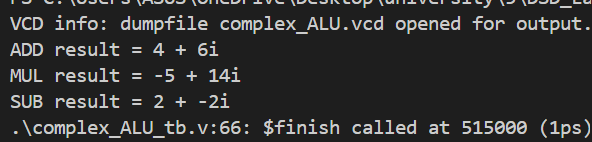 VCD info: dumpfile complex_ALU.vcd opened for output.
ADD result = 4 + 6i
MUL result = -5 + 14i
SUB result = 2 + -2i
.\complex_ALU_tb.v:66: $finish called at 515000 (1ps)